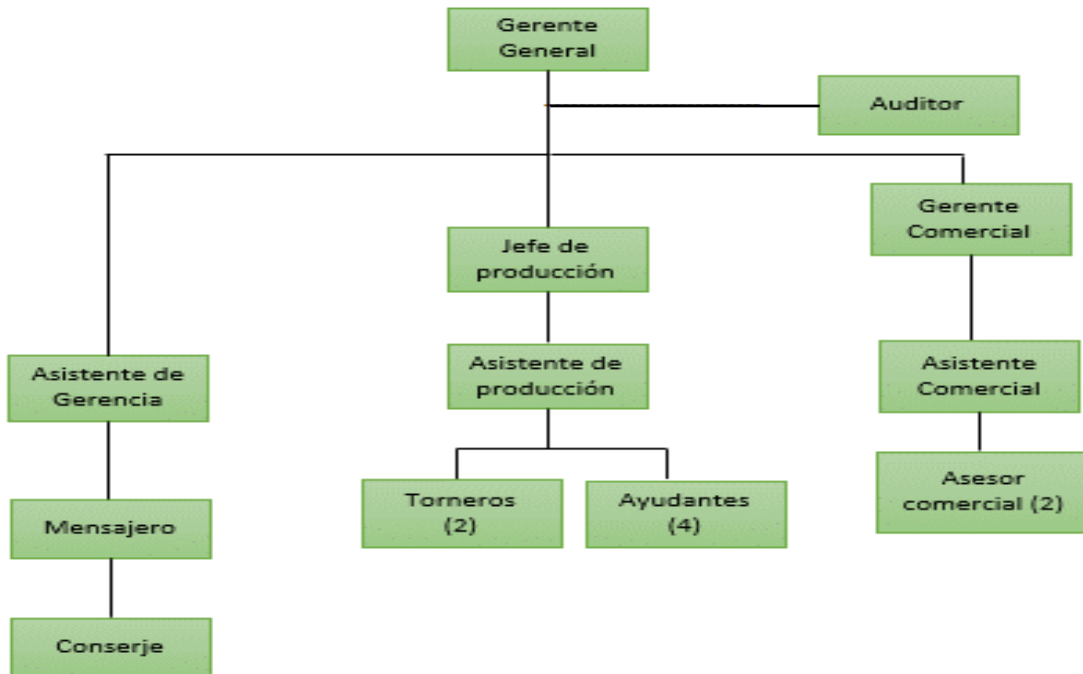 Gerente
General
Auditor
Gerente
Comercial
Jefe de
producción
Asistente de
producción
Asistente
Comercial
Asistente de
Gerencia
Torneros
(2)
Ayudantes
(4)
Asesor
comercial (2)
Mensajero
Conserje